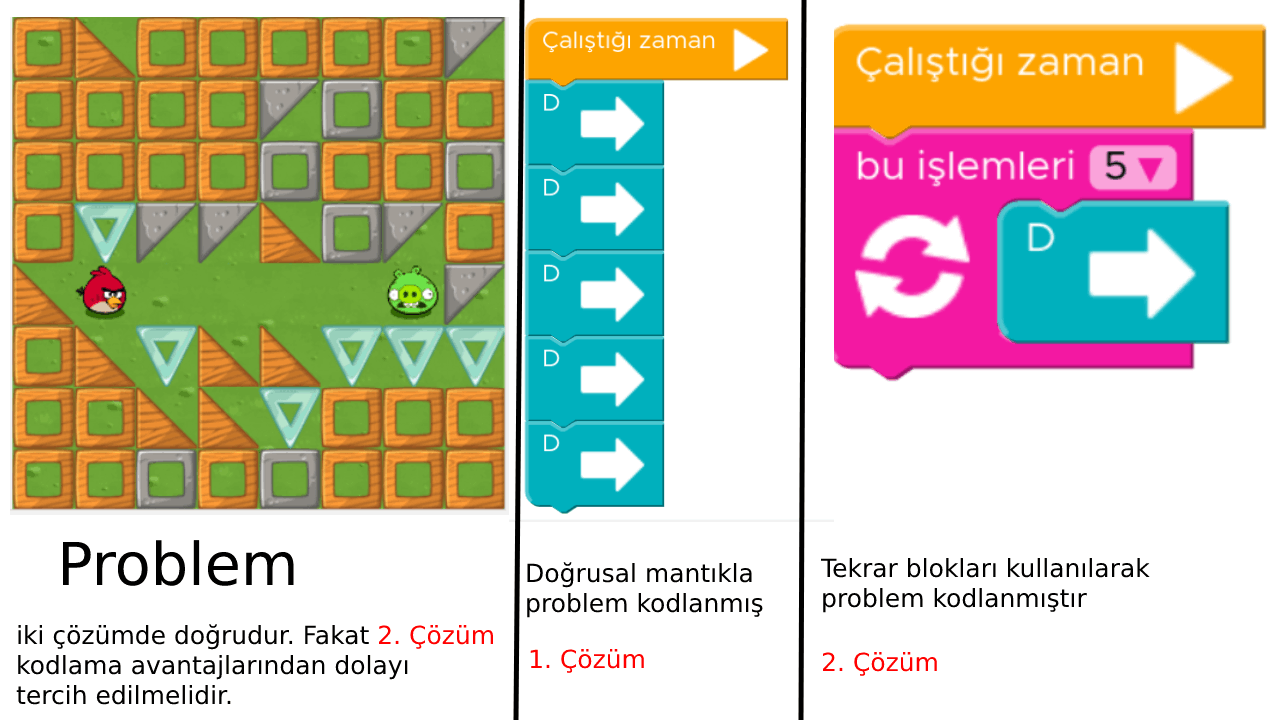 Problem
iki çözümde doğrudur. Fakat 2. Çözüm
kodlama avantajlarından dolayı
tercih edilmelidir.
Çalıştığı zaman
D
D
D
D
D
Doğrusal mantıkla
problem kodlanmış
1. Çözüm
Çalıştığı zaman
bu işlemleri 5
D
Tekrar blokları kullanılarak
problem kodlanmıştır
2. Çözüm